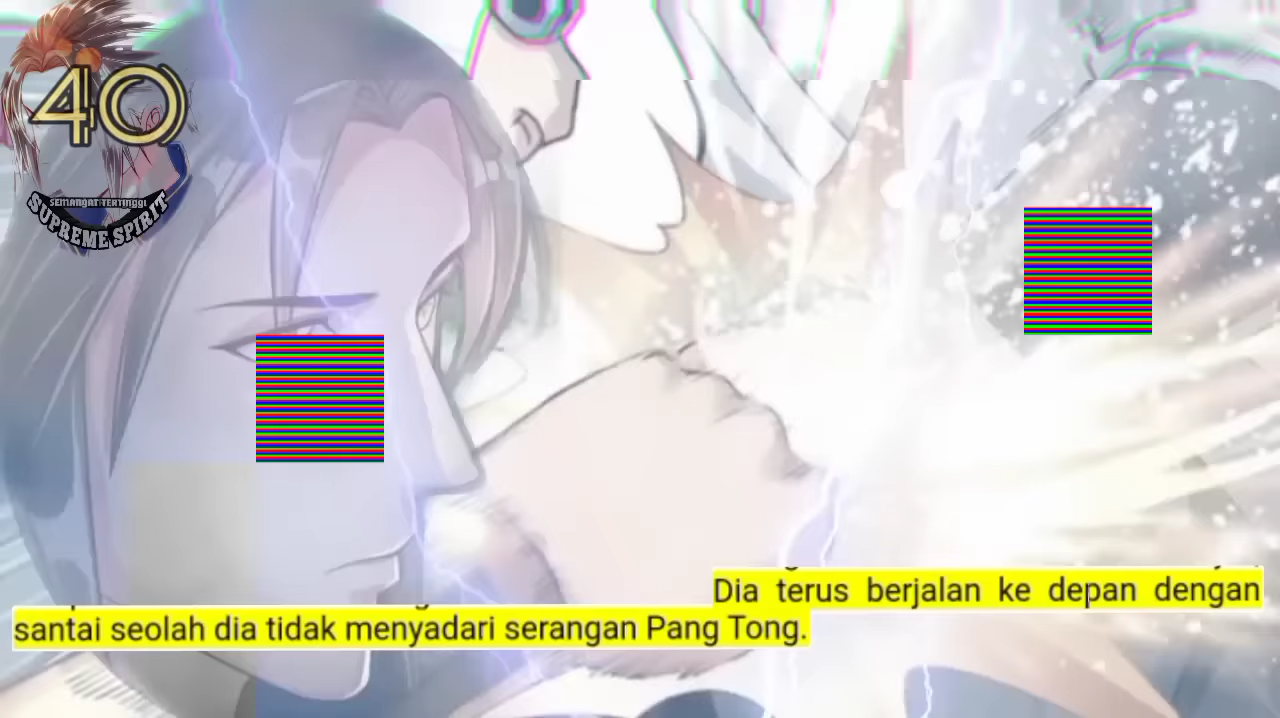 40
SEMANGAT TERTINGGI
SUPREME SPIRIT
Dia terus berjalan ke depan dengan
santai seolah dia tidak menyadari serangan Pang Tong.